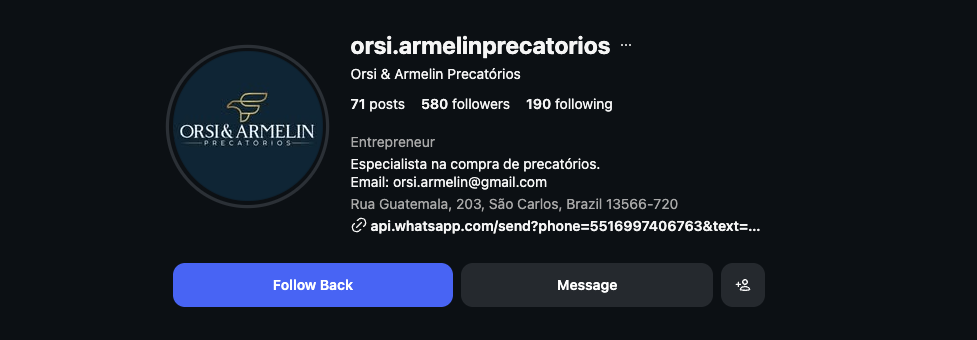 orsi.armelinprecatorios ...
Orsi & Armelin Precatórios
71 posts 580 followers 190 following
ORSI & ARMELIN
PRECATÓRIOS
Entrepreneur
Especialista na compra de precatórios.
Email: orsi.armelin@gmail.com
Rua Guatemala, 203, São Carlos, Brazil 13566-720
api.whatsapp.com/send?phone=5516997406763&text=...
Follow Back
Message